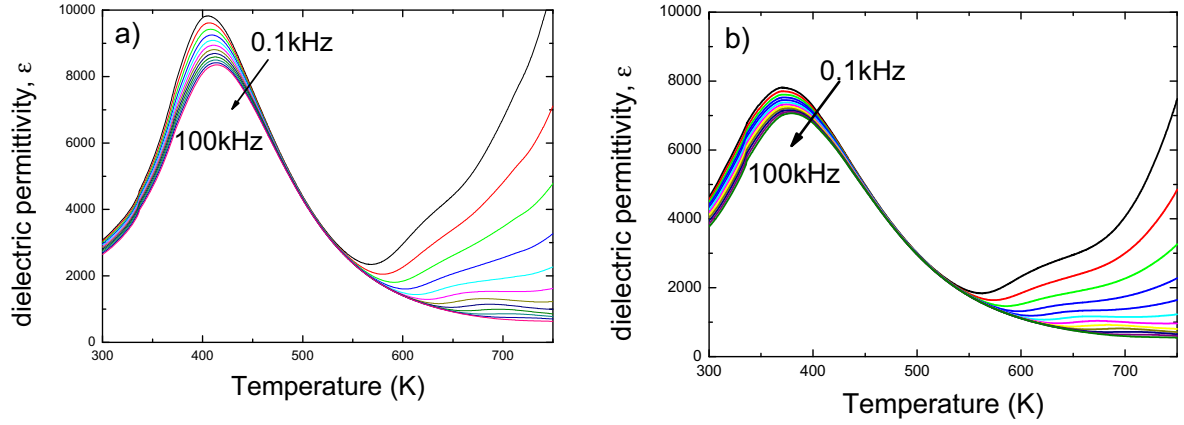 a)
0.1kHz
100kHz
dielectric permittivity, ε
10000
8000
6000
4000
2000
0
300 400 500 600 700
Temperature (K)
b)
0.1kHz
100kHz
dielectric permittivity, ε
10000
8000
6000
4000
2000
0
300 400 500 600 700
Temperature (K)